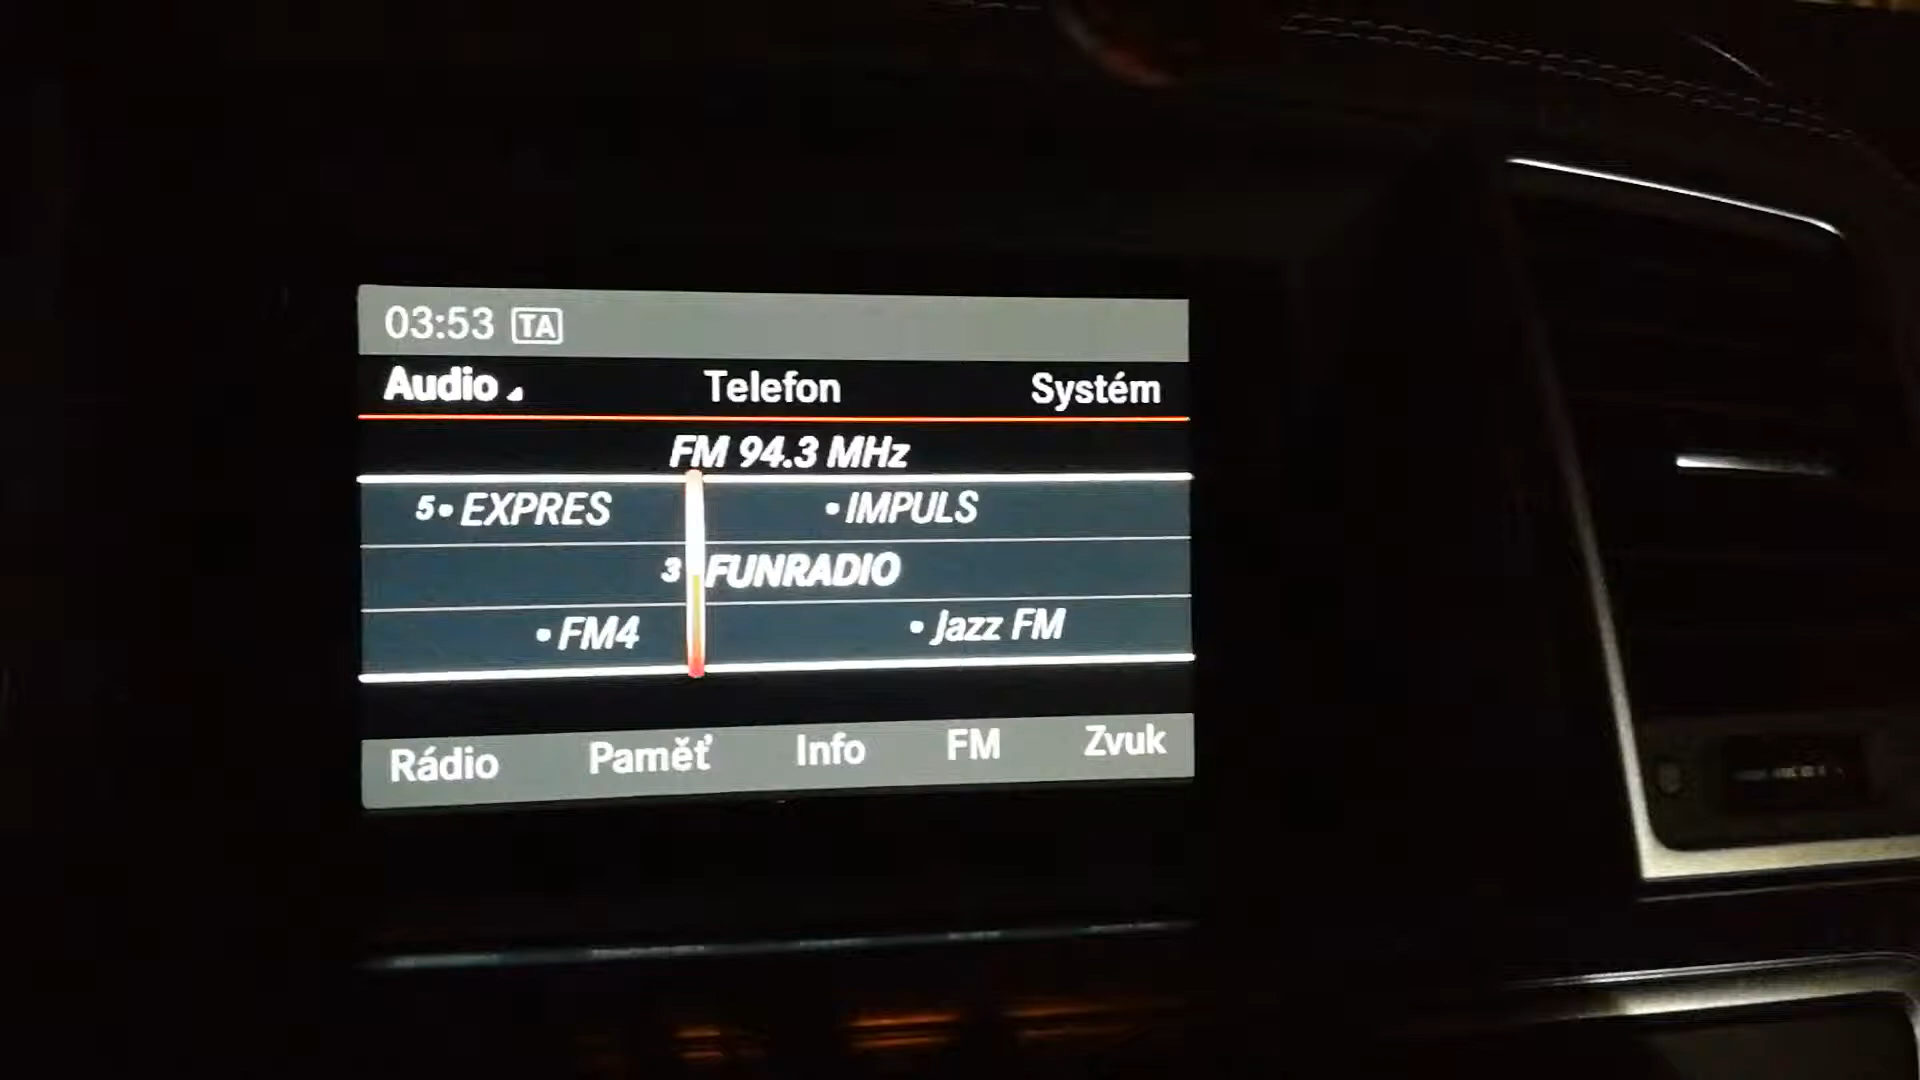 03:53 TA
Audio Telefon Systém
FM 94.3 MHz
5• EXPRES • IMPULS
3 FUNRADIO
• FM4 • Jazz FM
Rádio Paměť Info FM Zvuk